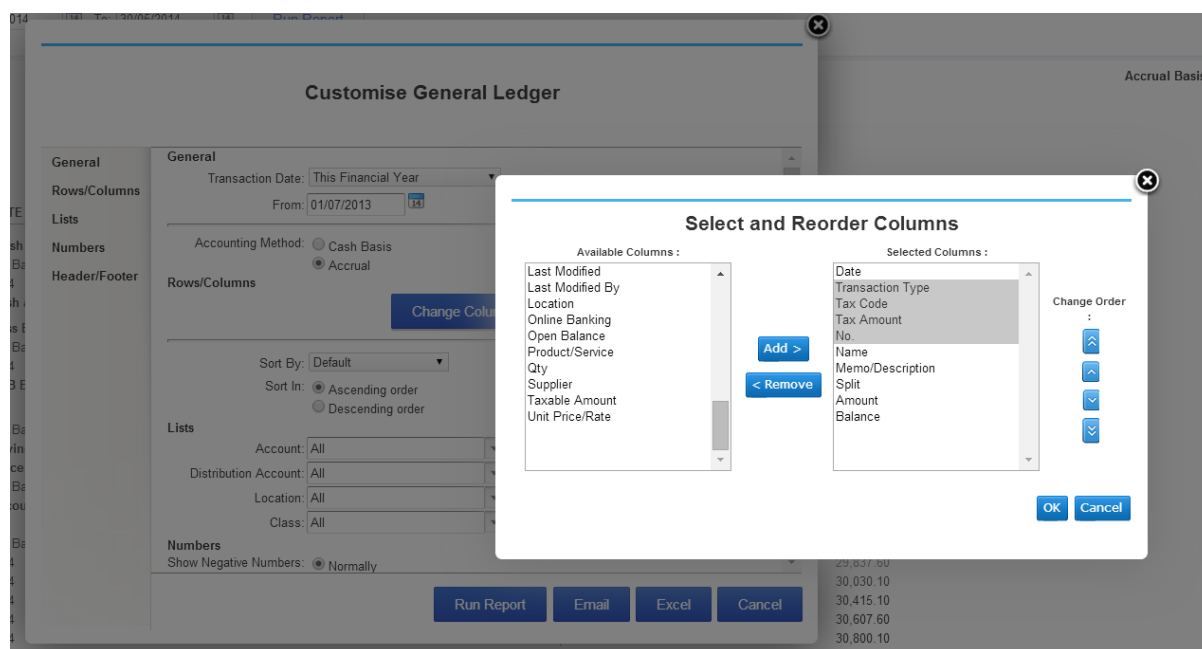 To: 30/06/2014
Run Report
Accrual Basis
Customise General Ledger
General
Rows/Columns
Lists
Numbers
Header/Footer
General
Transaction Date: This Financial Year
From: 01/07/2013 14
Accounting Method: Cash Basis
Accrual
Rows/Columns
Sort By: Default
Sort In: Ascending order
Descending order
Lists
Account: All
Distribution Account: All
Location: All
Class: All
Numbers
Show Negative Numbers: Normally
Run Report Email Excel Cancel
Select and Reorder Columns
Available Columns :
Last Modified
Last Modified By
Location
Online Banking
Open Balance
Product/Service
Qty
Supplier
Taxable Amount
Unit Price/Rate
Add >
< Remove
Selected Columns :
Date
Transaction Type
Tax Code
Tax Amount
No.
Name
Memo/Description
Split
Amount
Balance
Change Order
:
OK Cancel
29,837.60
30,030.10
30,415.10
30,607.60
30,800.10